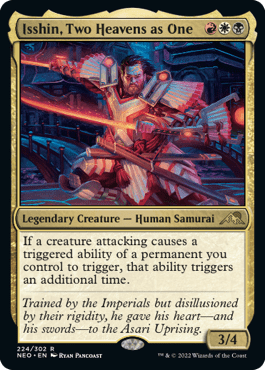 Isshin, Two Heavens as One
Legendary Creature — Human Samurai
If a creature attacking causes a
triggered ability of a permanent you
control to trigger, that ability triggers
an additional time.
Trained by the Imperials but disillusioned
by their rigidity, he gave his heart—and
his swords—to the Asari Uprising.
3/4
224/302 R
NEO • EN Ryan Pancoast
™ & © 2022 Wizards of the Coast